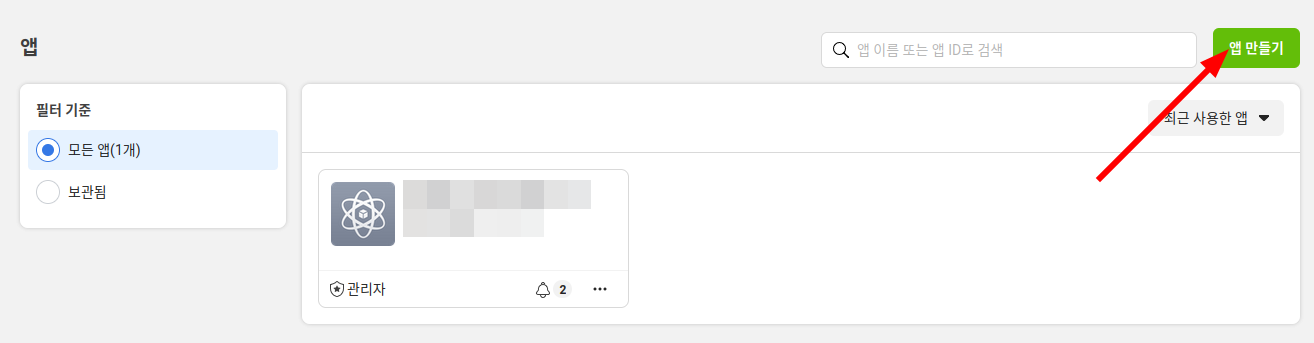 앱
앱 이름 또는 앱 ID로 검색
앱 만들기
필터 기준
모든 앱(1개)
보관됨
최근 사용한 앱
관리자
2